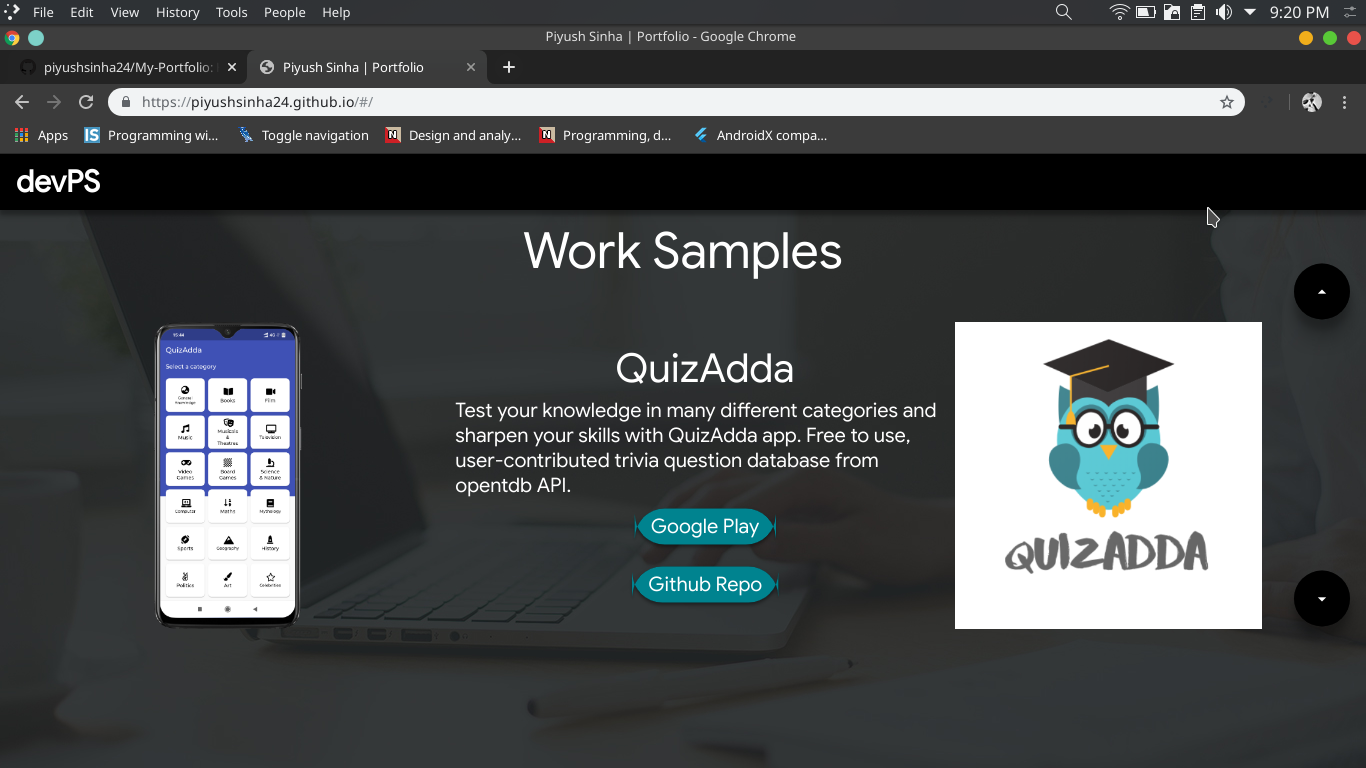 File Edit View History Tools People Help 9:20 PM
Piyush Sinha | Portfolio - Google Chrome
piyushsinha24/My-Portfolio:
Piyush Sinha | Portfolio
https://piyushsinha24.github.io/#/
Apps Programming wi... Toggle navigation Design and analy... Programming, d... AndroidX compa...
devPS
Work Samples
15:44 4G
QuizAdda
Select a category
General Knowledge
Books
Film
Music
Musicals
&
Theatres
Television
Video
Games
Board
Games
Science
& Nature
Computer
Maths
Mythology
Sports
Geography
History
Politics
Art
Celebrities
QuizAdda
Test your knowledge in many different categories and
sharpen your skills with QuizAdda app. Free to use,
user-contributed trivia question database from
opentdb API.
Google Play
Github Repo
QUIZADDA